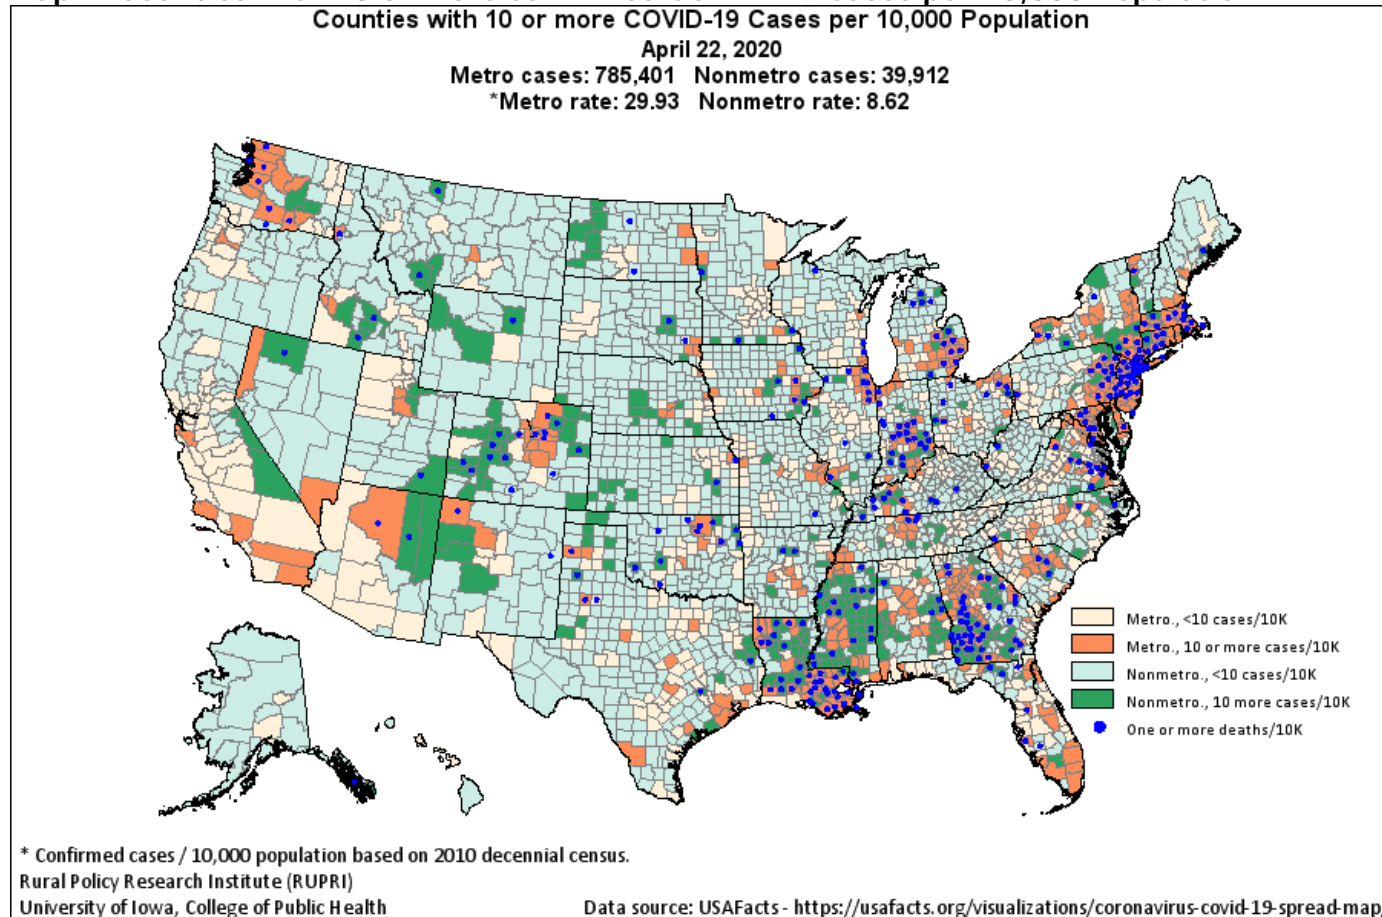 Counties with 10 or more COVID-19 Cases per 10,000 Population
April 22, 2020
Metro cases: 785,401 Nonmetro cases: 39,912
*Metro rate: 29.93 Nonmetro rate: 8.62
Metro., <10 cases/10K
Metro., 10 or more cases/10K
Nonmetro., <10 cases/10K
Nonmetro., 10 more cases/10K
One or more deaths/10K
* Confirmed cases / 10,000 population based on 2010 decennial census.
Rural Policy Research Institute (RUPRI)
University of Iowa, College of Public Health
Data source: USAFacts - https://usafacts.org/visualizations/coronavirus-covid-19-spread-map